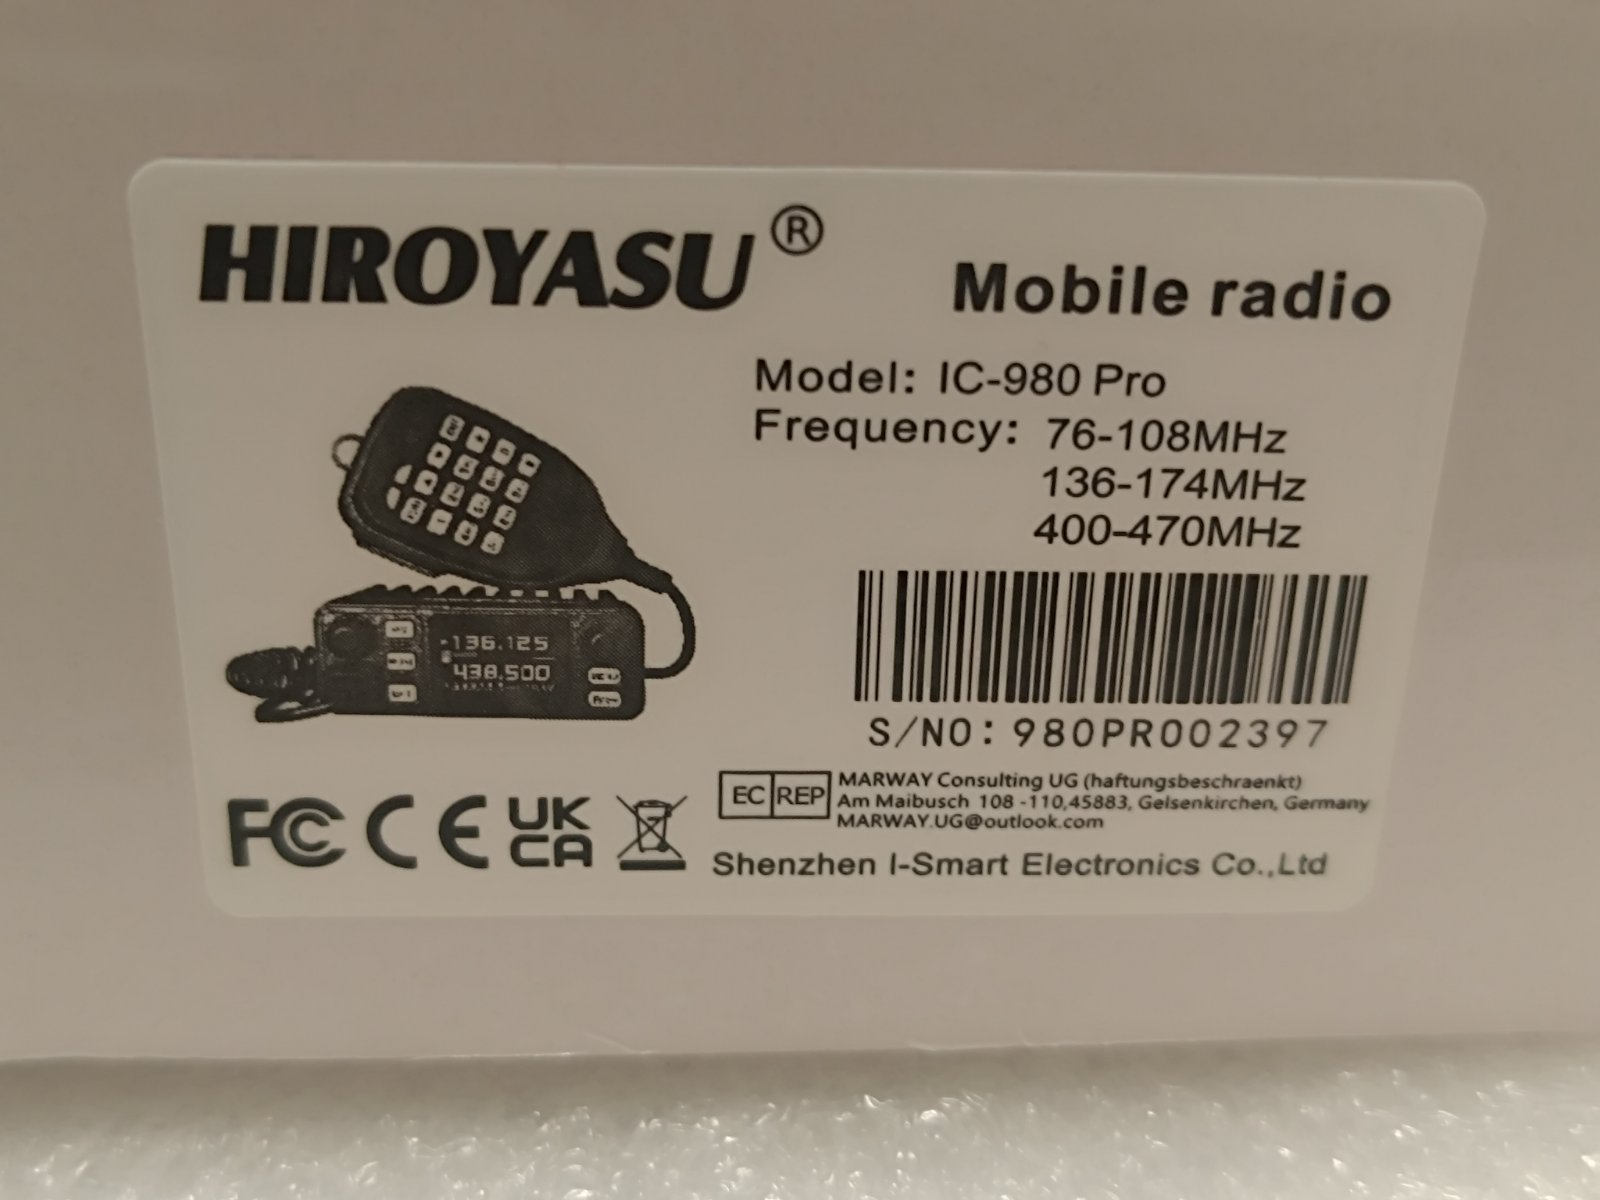 HIROYASU®
Mobile radio
Model: IC-980 Pro
Frequency: 76-108MHz
136-174MHz
400-470MHz
136.125
438.500
S/NO: 980PR002397
EC REP
MARWAY Consulting UG (haftungsbeschraenkt)
Am Maibusch 108 -110,45883, Gelsenkirchen, Germany
MARWAY.UG@outlook.com
FC CE UK
CA
Shenzhen I-Smart Electronics Co.,Ltd